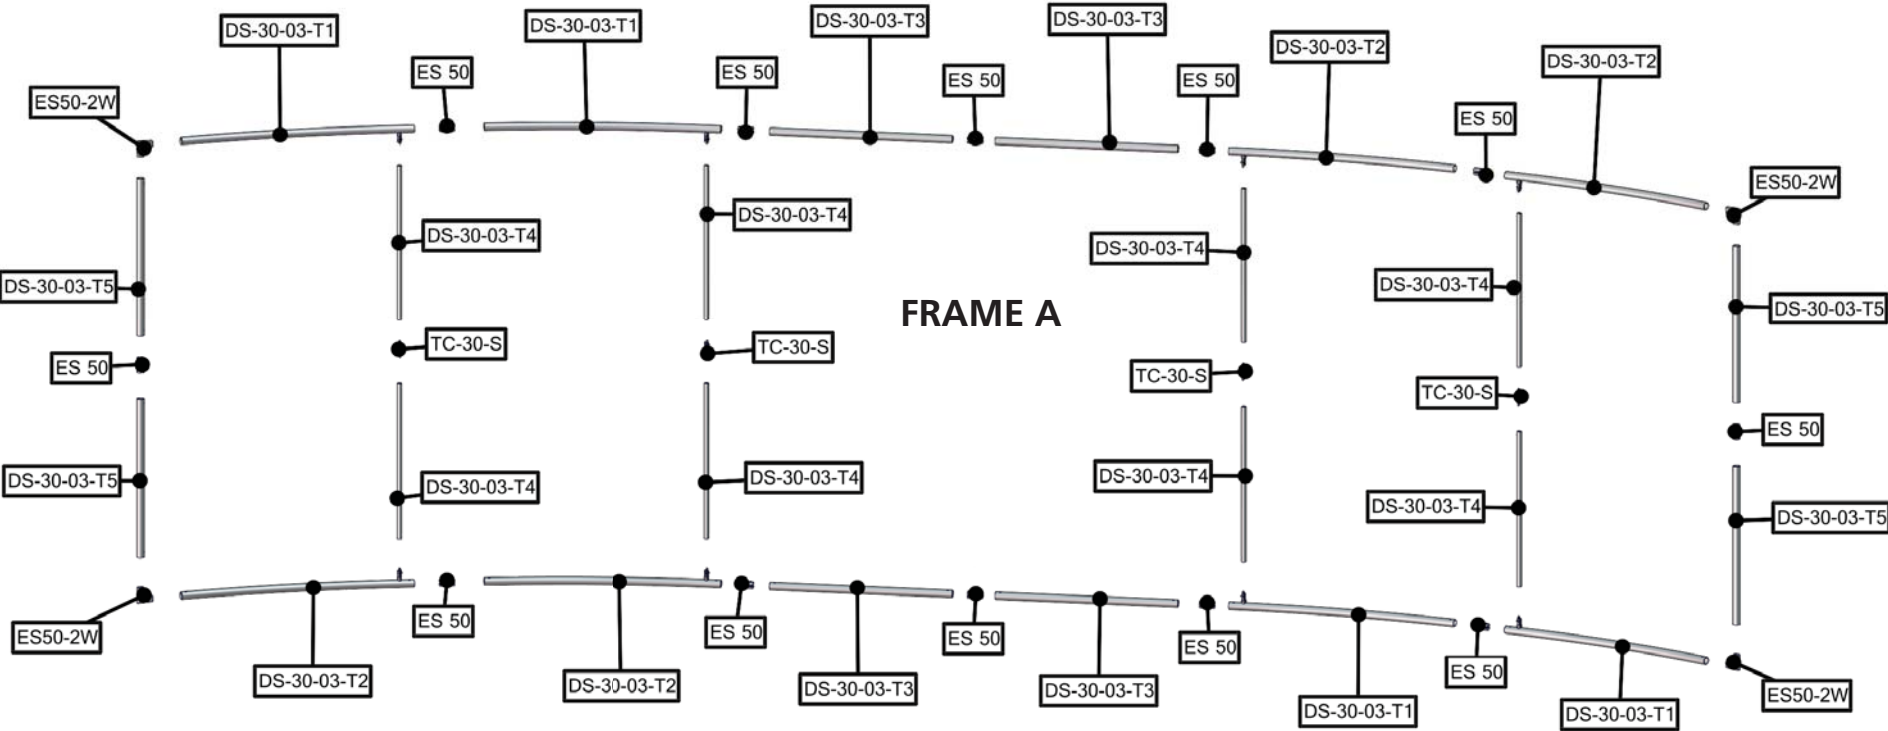 DS-30-03-T1
DS-30-03-T1
DS-30-03-T3
DS-30-03-T3
DS-30-03-T2
DS-30-03-T2
ES50-2W
ES 50
ES 50
ES 50
ES 50
ES 50
ES50-2W
DS-30-03-T4
DS-30-03-T4
DS-30-03-T4
DS-30-03-T4
DS-30-03-T5
FRAME A
DS-30-03-T5
ES 50
TC-30-S
TC-30-S
TC-30-S
TC-30-S
ES 50
DS-30-03-T5
DS-30-03-T4
DS-30-03-T4
DS-30-03-T4
DS-30-03-T4
DS-30-03-T5
ES50-2W
ES 50
ES 50
ES 50
ES 50
ES 50
ES50-2W
DS-30-03-T2
DS-30-03-T2
DS-30-03-T3
DS-30-03-T3
DS-30-03-T1
DS-30-03-T1